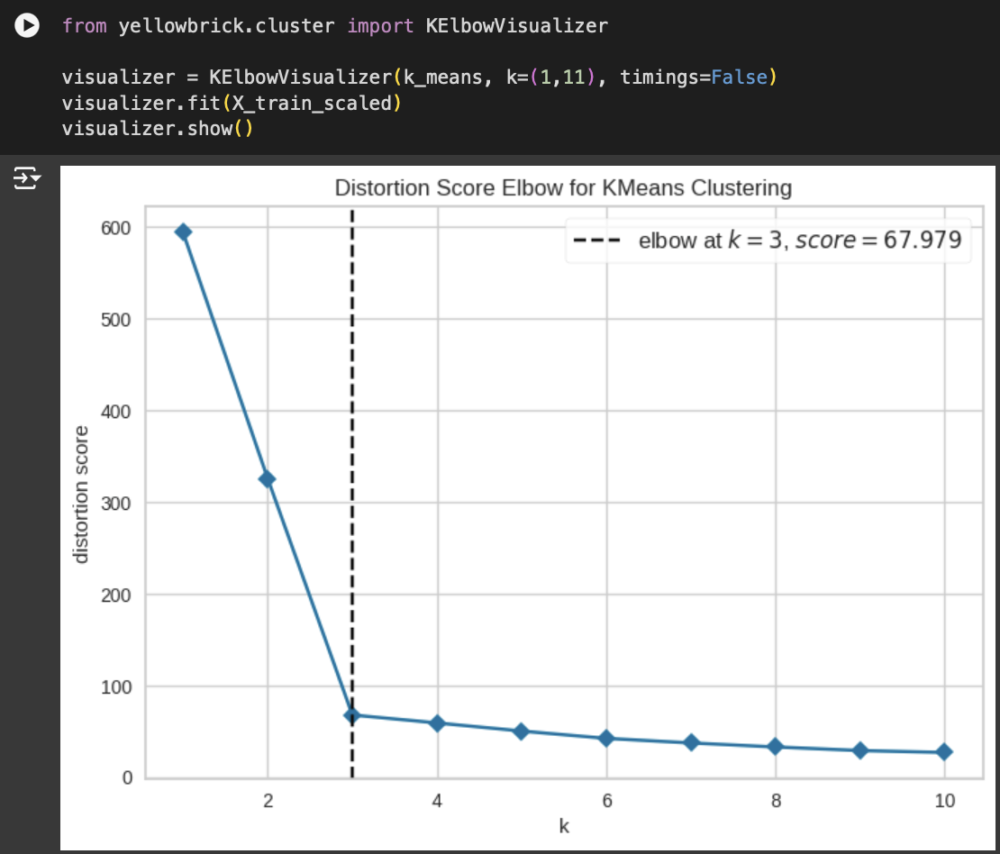 from yellowbrick.cluster import KElbowVisualizer
visualizer = KElbowVisualizer(k_means, k=(1,11), timings=False)
visualizer.fit(X_train_scaled)
visualizer.show()
Distortion Score Elbow for KMeans Clustering
elbow at k = 3, score = 67.979
600
500
400
300
200
100
0
distortion score
2 4 6 8 10
k